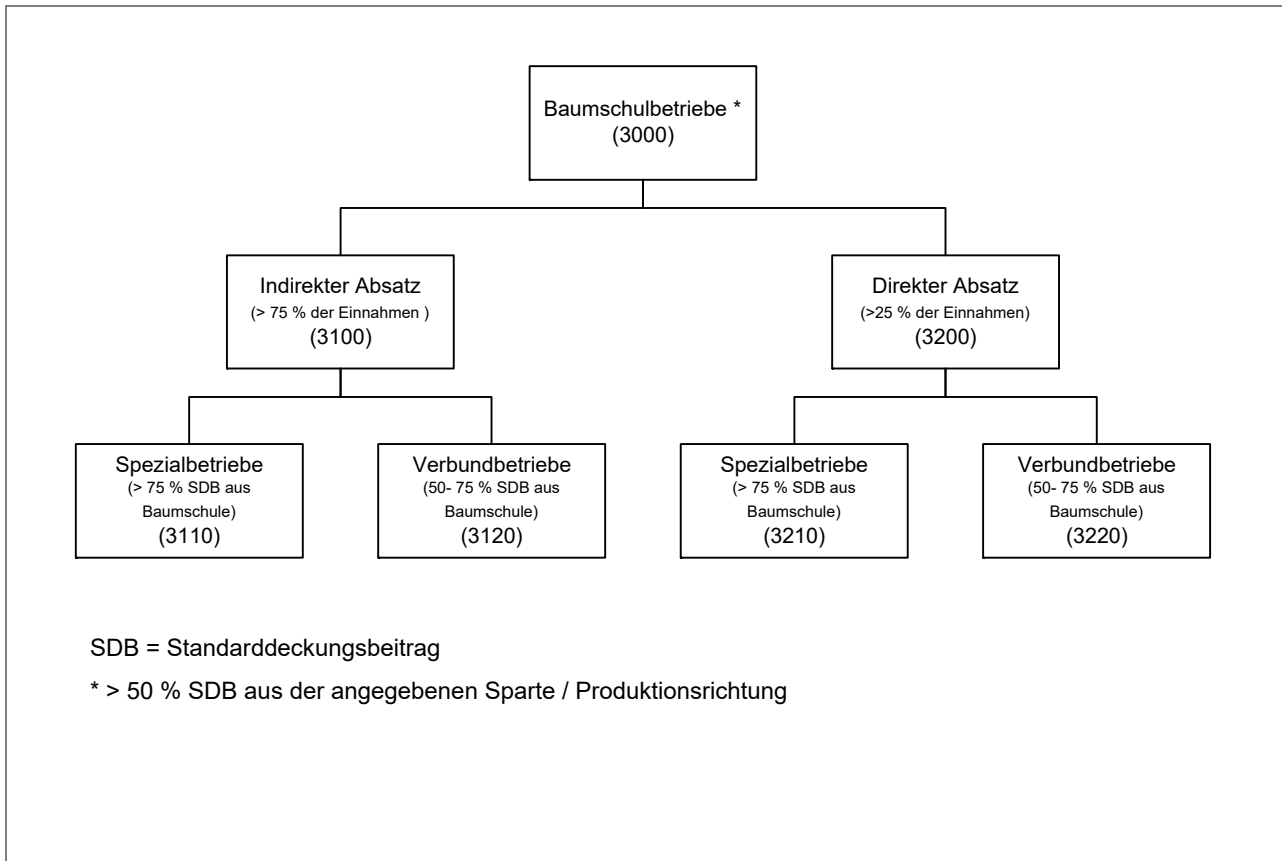 Baumschulbetriebe *
(3000)
Indirekter Absatz
(> 75 % der Einnahmen )
(3100)
Direkter Absatz
(>25 % der Einnahmen)
(3200)
Spezialbetriebe
(> 75 % SDB aus
Baumschule)
(3110)
Verbundbetriebe
(50- 75 % SDB aus
Baumschule)
(3120)
Spezialbetriebe
(> 75 % SDB aus
Baumschule)
(3210)
Verbundbetriebe
(50- 75 % SDB aus
Baumschule)
(3220)
SDB = Standarddeckungsbeitrag
* > 50 % SDB aus der angegebenen Sparte / Produktionsrichtung